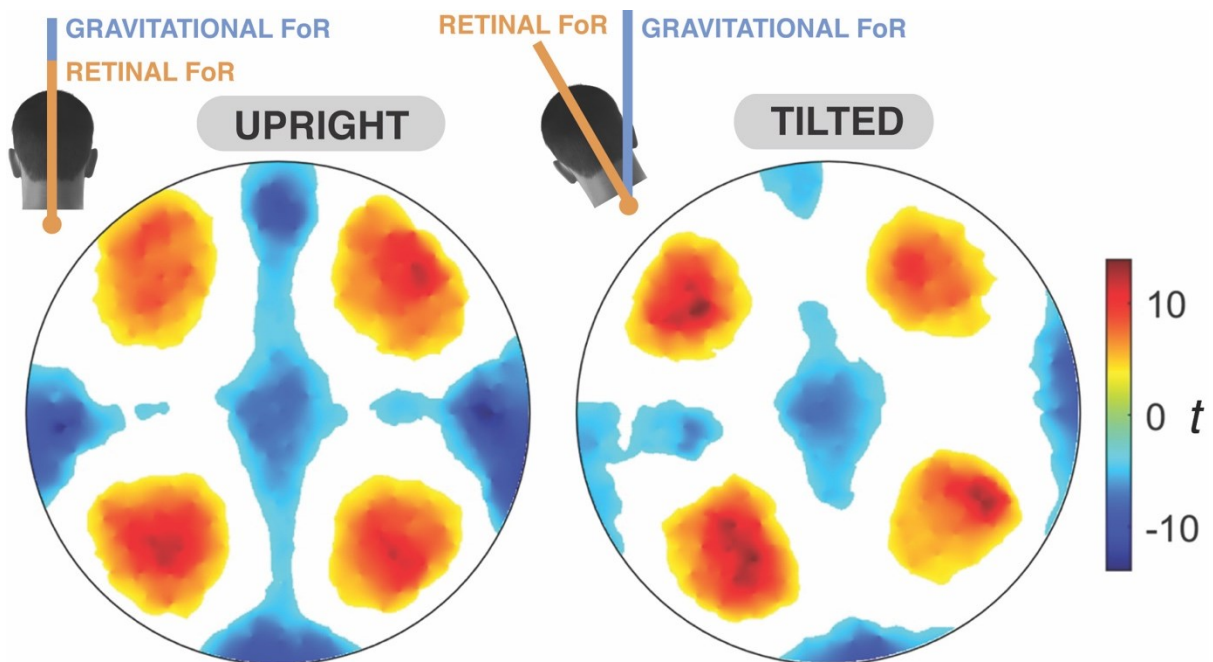 GRAVITATIONAL FoR
RETINAL FoR
UPRIGHT
RETINAL FoR
GRAVITATIONAL FoR
TILTED
10
0
t
-10